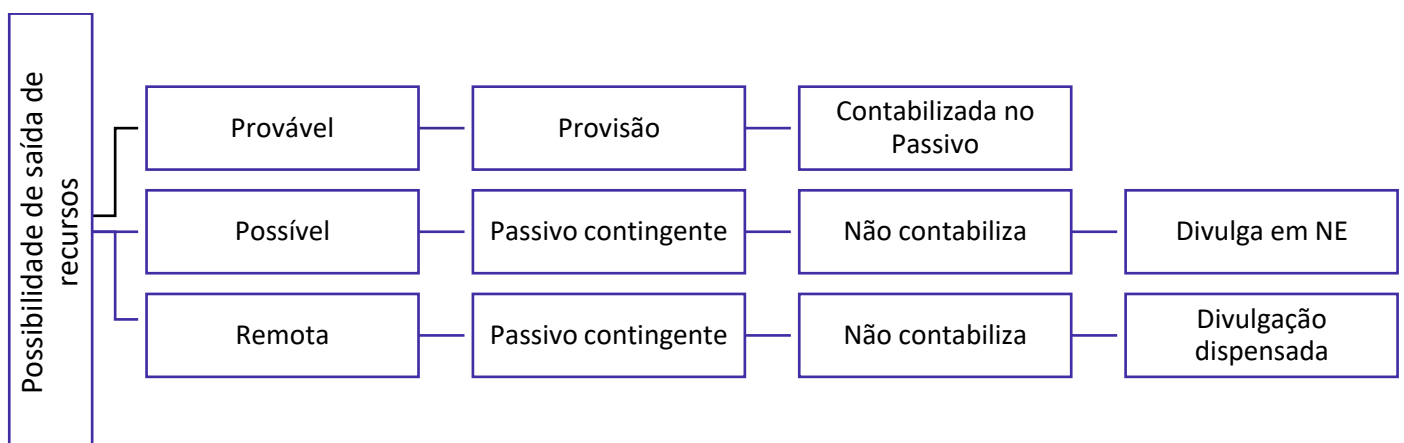 Possibilidade de saída de
recursos
Provável
Provisão
Contabilizada no
Passivo
Possível
Passivo contingente
Não contabiliza
Divulga em NE
Remota
Passivo contingente
Não contabiliza
Divulgação
dispensada